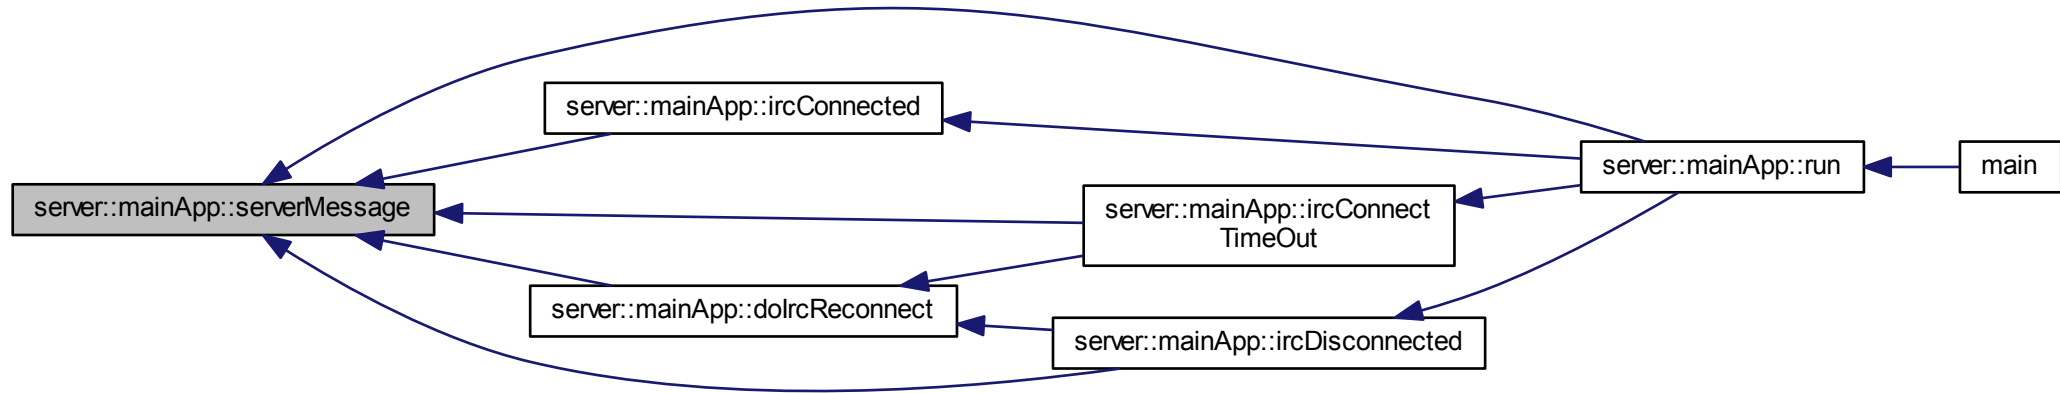 server::mainApp::serverMessage
server::mainApp::ircConnected
server::mainApp::doIrcReconnect
server::mainApp::ircConnect
TimeOut
server::mainApp::ircDisconnected
server::mainApp::run
main